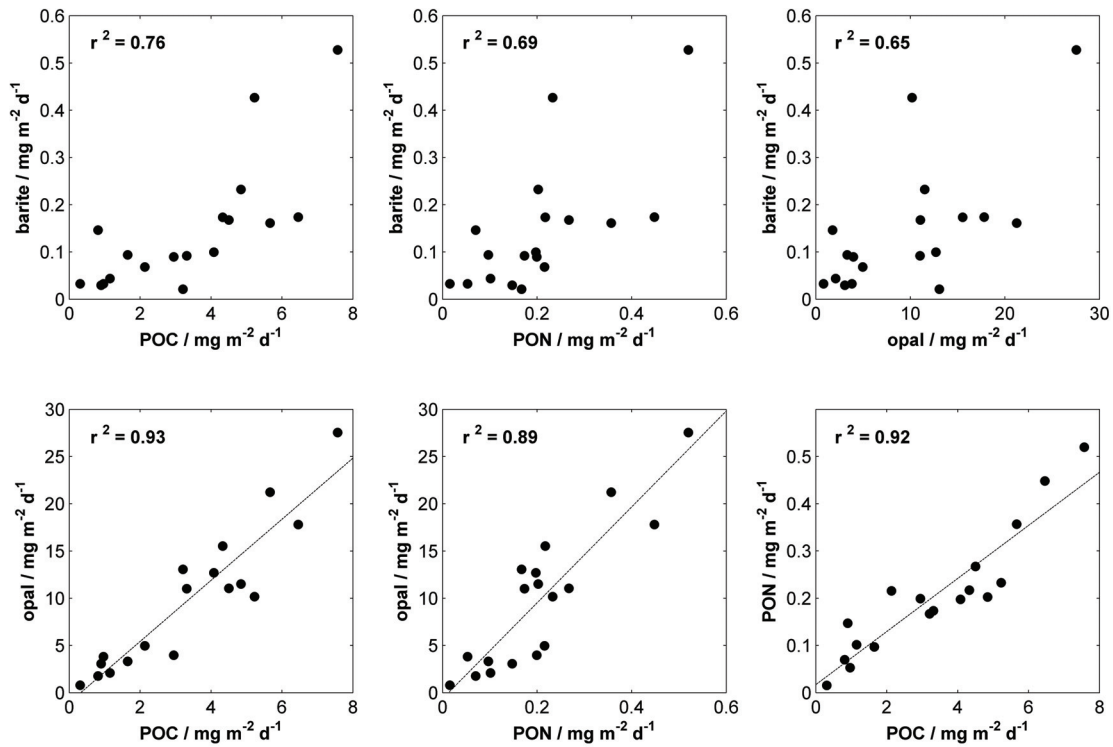 r 2 = 0.76
0.6
0.5
0.4
0.3
0.2
0.1
0
0 2 4 6 8
barite / mg m-2 d-1
POC / mg m-2 d-1
r 2 = 0.69
0.6
0.5
0.4
0.3
0.2
0.1
0
0 0.2 0.4 0.6
barite / mg m-2 d-1
PON / mg m-2 d-1
r 2 = 0.65
0.6
0.5
0.4
0.3
0.2
0.1
0
0 10 20 30
barite / mg m-2 d-1
opal / mg m-2 d-1
r 2 = 0.93
30
25
20
15
10
5
0
0 2 4 6 8
opal / mg m-2 d-1
POC / mg m-2 d-1
r 2 = 0.89
30
25
20
15
10
5
0
0 0.2 0.4 0.6
opal / mg m-2 d-1
PON / mg m-2 d-1
r 2 = 0.92
0.5
0.4
0.3
0.2
0.1
0
0 2 4 6 8
PON / mg m-2 d-1
POC / mg m-2 d-1